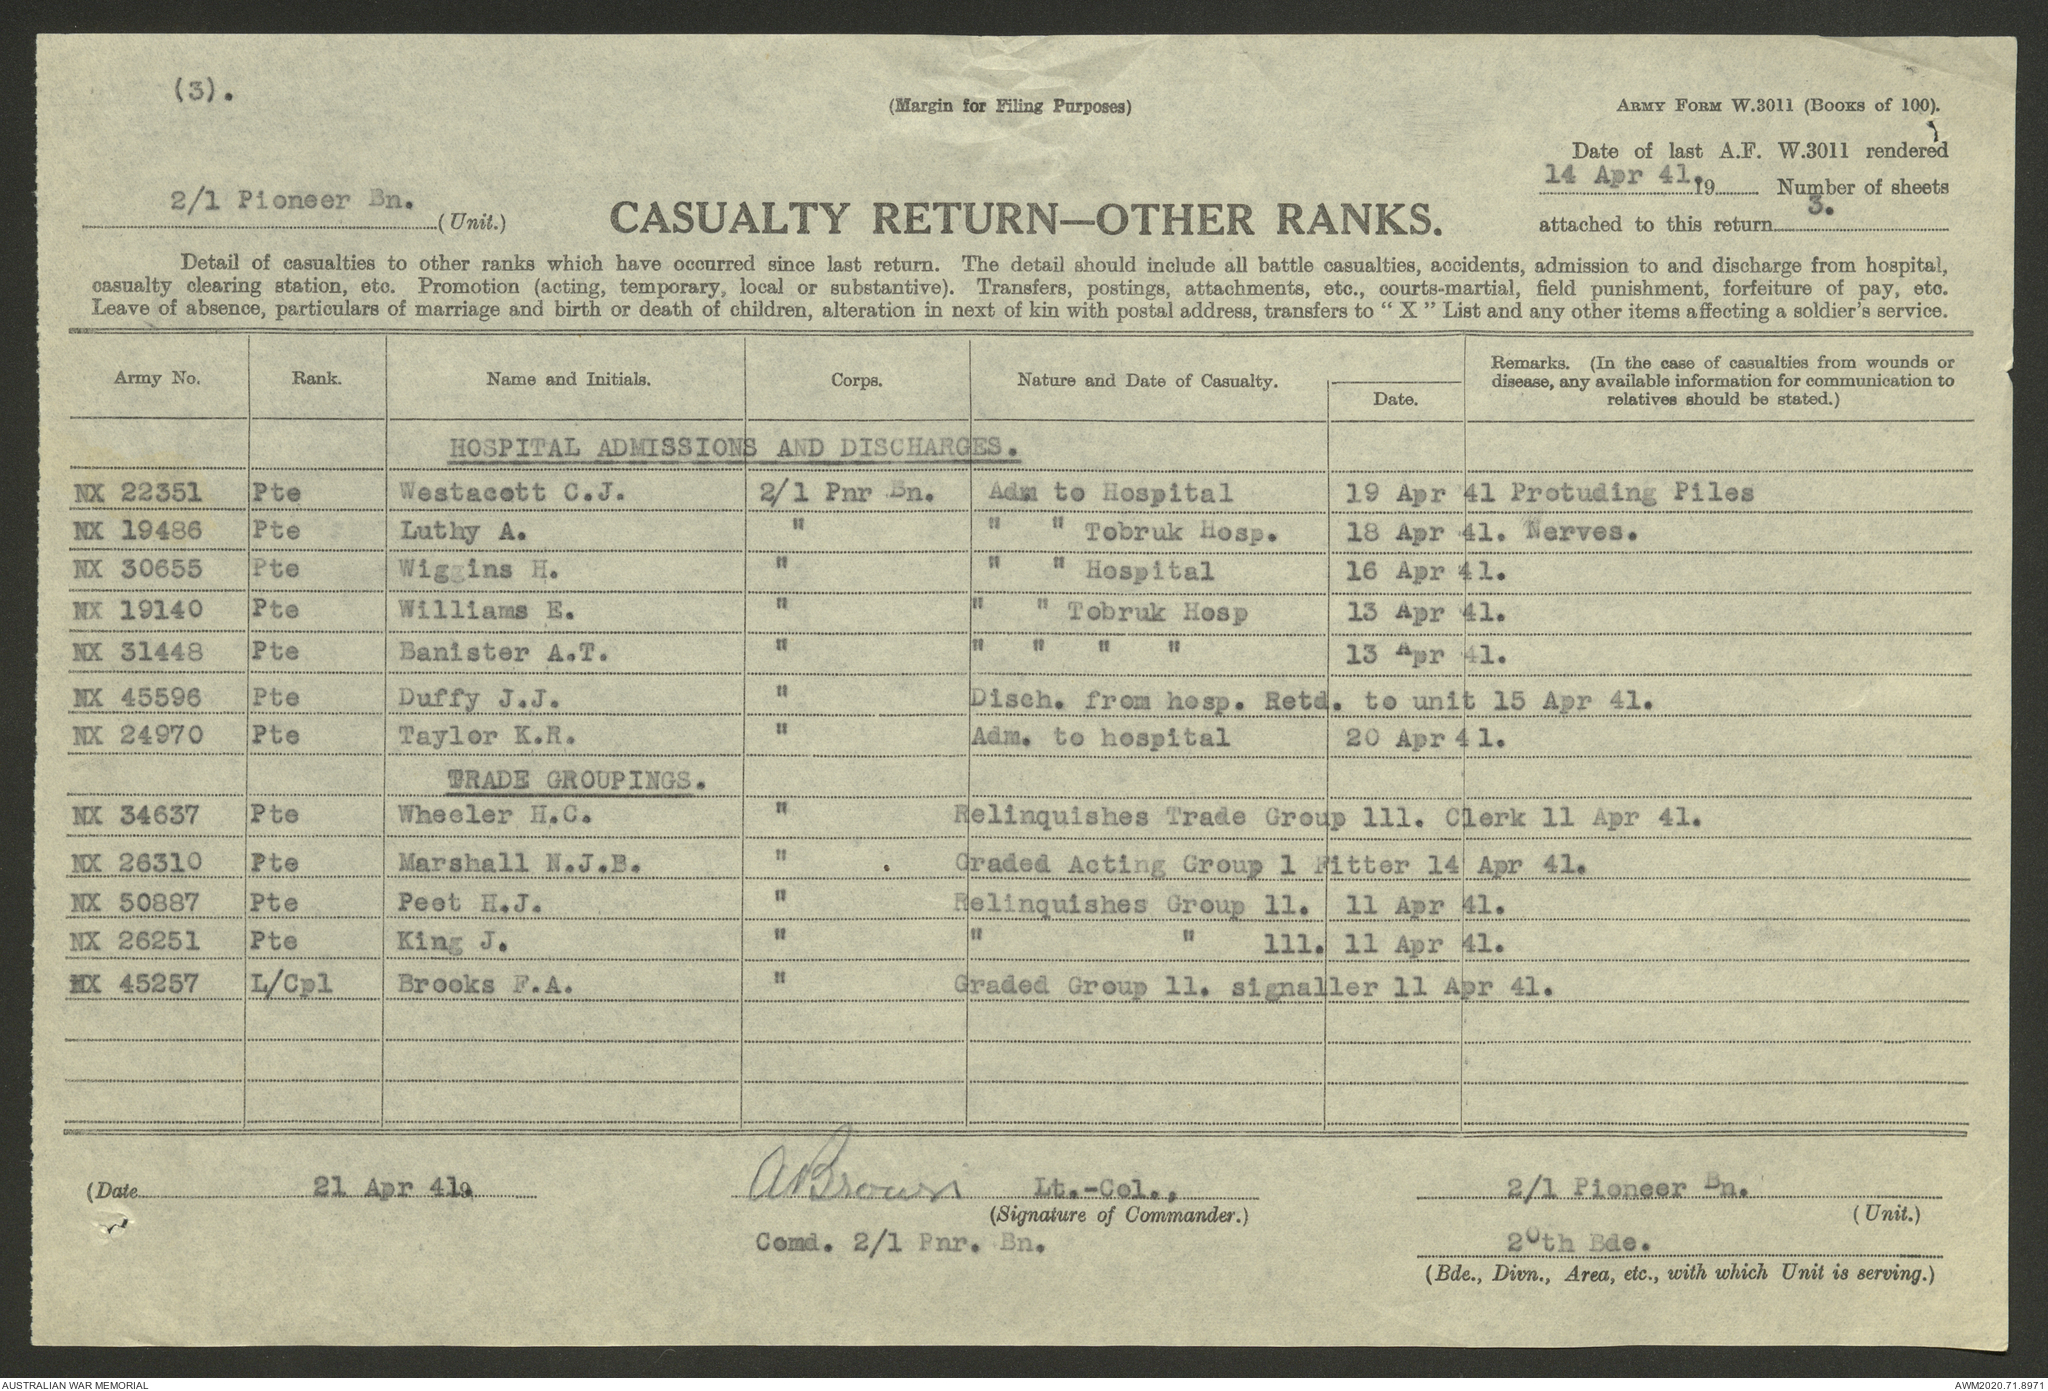 (3).
(Margin for Filing Purposes)
ARMY FORM W.3011 (BOOKS of 100).
Date of last A.F. W.3011 rendered
14 Apr 41. 19 Number of sheets
attached to this return 3.
2/1 Pioneer Bn. (Unit.)
CASUALTY RETURN—OTHER RANKS.
Detail of casualties to other ranks which have occurred since last return. The detail should include all battle casualties, accidents, admission to and discharge from hospital,
casualty clearing station, etc. Promotion (acting, temporary, local or substantive). Transfers, postings, attachments, etc., courts-martial, field punishment, forfeiture of pay, etc.
Leave of absence, particulars of marriage and birth or death of children, alteration in next of kin with postal address, transfers to " X " List and any other items affecting a soldier's service.
Army No. Rank. Name and Initials. Corps. Nature and Date of Casualty. Date. Remarks. (In the case of casualties from wounds or
disease, any available information for communication to
relatives should be stated.)
HOSPITAL ADMISSIONS AND DISCHARGES.
NX 22351 Pte Westacott C.J. 2/1 Pnr Bn. Adm to Hospital 19 Apr 41 Protuding Piles
NX 19486 Pte Luthy A. " " " Tobruk Hosp. 18 Apr 41. Nerves.
NX 30655 Pte Wiggins H. " " " Hospital 16 Apr 41.
NX 19140 Pte Williams E. " " " Tobruk Hosp 13 Apr 41.
NX 31448 Pte Banister A.T. " " " " " 13 Apr 41.
NX 45596 Pte Duffy J.J. " Disch. from hosp. Retd. to unit 15 Apr 41.
NX 24970 Pte Taylor K.R. " Adm. to hospital 20 Apr 41.
TRADE GROUPINGS.
NX 34637 Pte Wheeler H.C. " Relinquishes Trade Group 111. Clerk 11 Apr 41.
NX 26310 Pte Marshall N.J.B. " Graded Acting Group 1 Fitter 14 Apr 41.
NX 50887 Pte Peet H.J. " Relinquishes Group 11. 11 Apr 41.
NX 26251 Pte King J. " " " 111. 11 Apr 41.
NX 45257 L/Cpl Brooks F.A. " Graded Group 11. signaller 11 Apr 41.
(Date 21 Apr 41. 19
A Brown Lt.-Col.,
(Signature of Commander.)
Comd. 2/1 Pnr. Bn.
2/1 Pioneer Bn.
(Unit.)
20th Bde.
(Bde., Divn., Area, etc., with which Unit is serving.)
AUSTRALIAN WAR MEMORIAL
AWM2020.71.8971